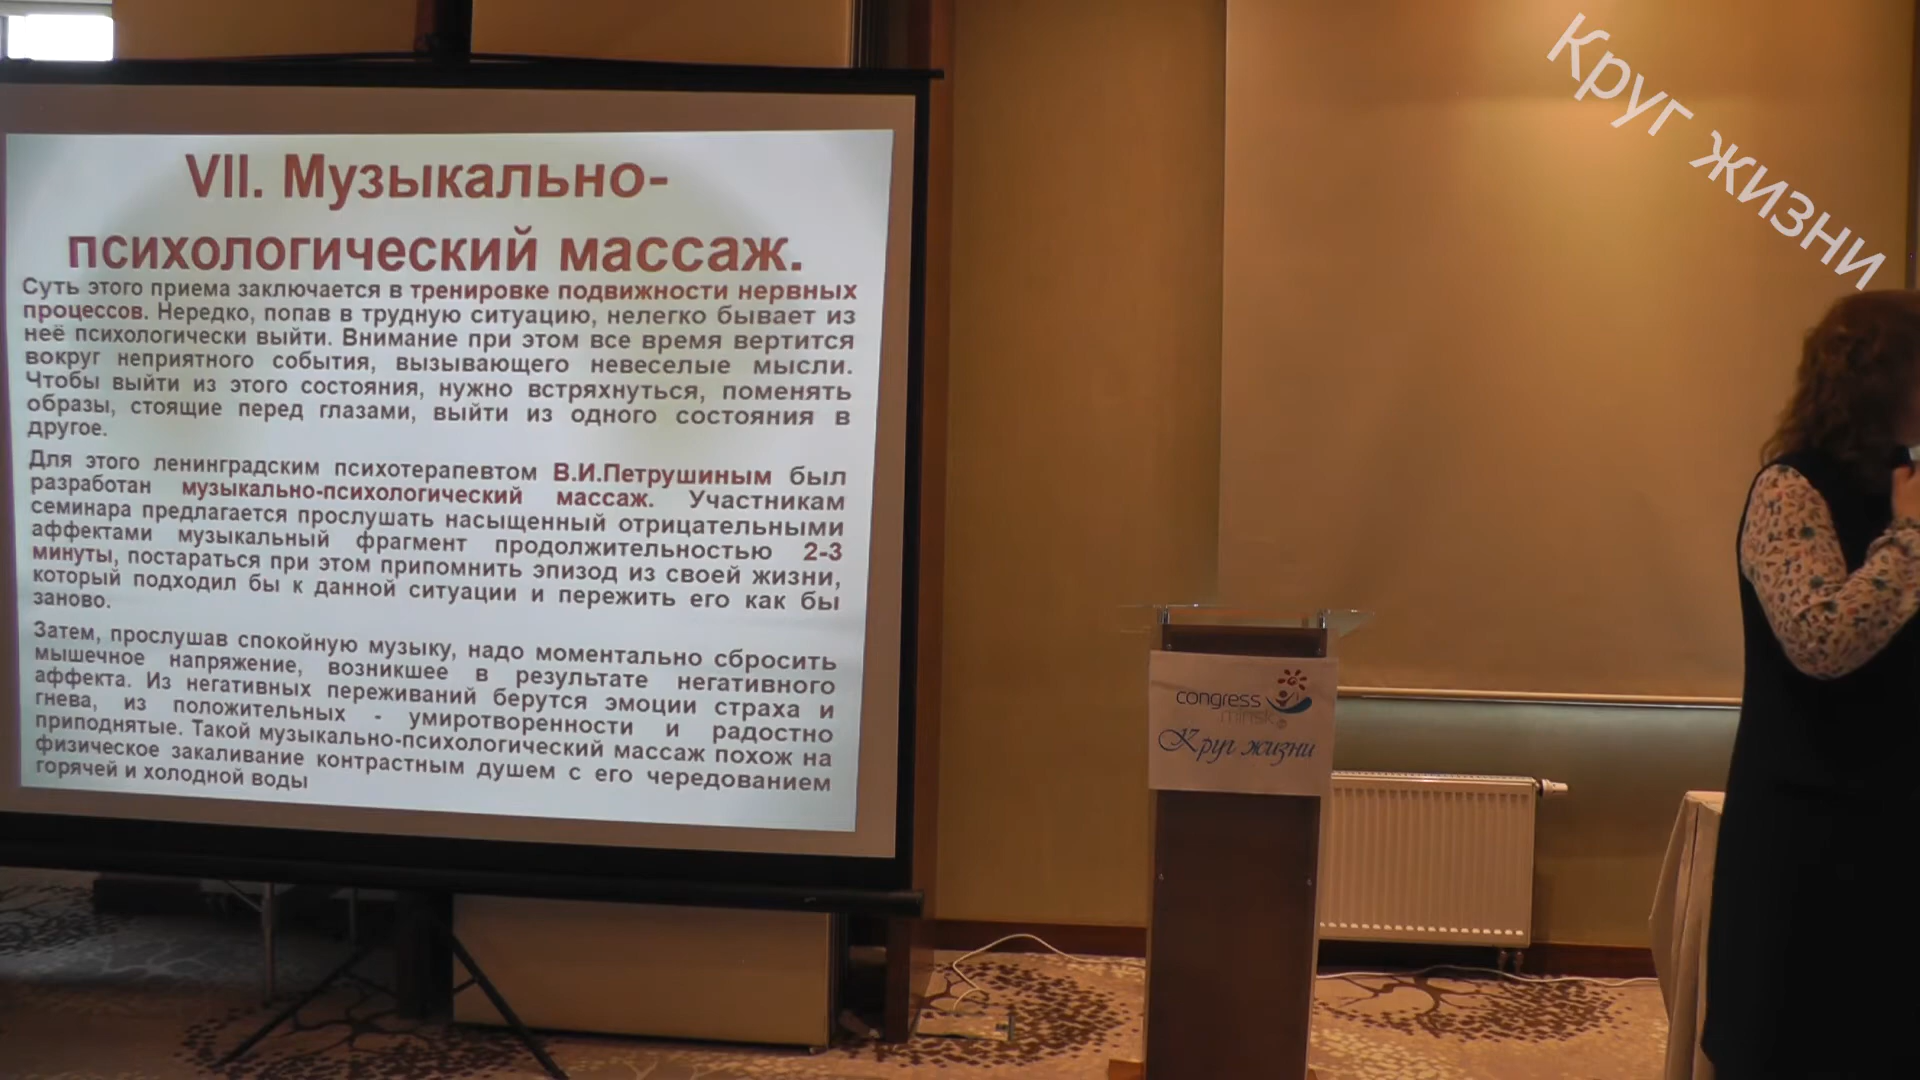 VII. Музыкально-
психологический массаж.
Суть этого приема заключается в тренировке подвижности нервных
процессов. Нередко, попав в трудную ситуацию, нелегко бывает из
неё психологически выйти. Внимание при этом все время вертится
вокруг неприятного события, вызывающего невеселые мысли.
Чтобы выйти из этого состояния, нужно встряхнуться, поменять
образы, стоящие перед глазами, выйти из одного состояния в
другое.
Для этого ленинградским психотерапевтом В.И.Петрушиным был
разработан музыкально-психологический массаж. Участникам
семинара предлагается прослушать насыщенный отрицательными
аффектами музыкальный фрагмент продолжительностью 2-3
минуты, постараться при этом припомнить эпизод из своей жизни,
который подходил бы к данной ситуации и пережить его как бы
заново.
Затем, прослушав спокойную музыку, надо моментально сбросить
мышечное напряжение, возникшее в результате негативного
аффекта. Из негативных переживаний берутся эмоции страха и
гнева, из положительных - умиротворенности и радостно
приподнятые. Такой музыкально-психологический массаж похож на
физическое закаливание контрастным душем с его чередованием
горячей и холодной воды
Круг жизни
congress
minsk
Круг жизни